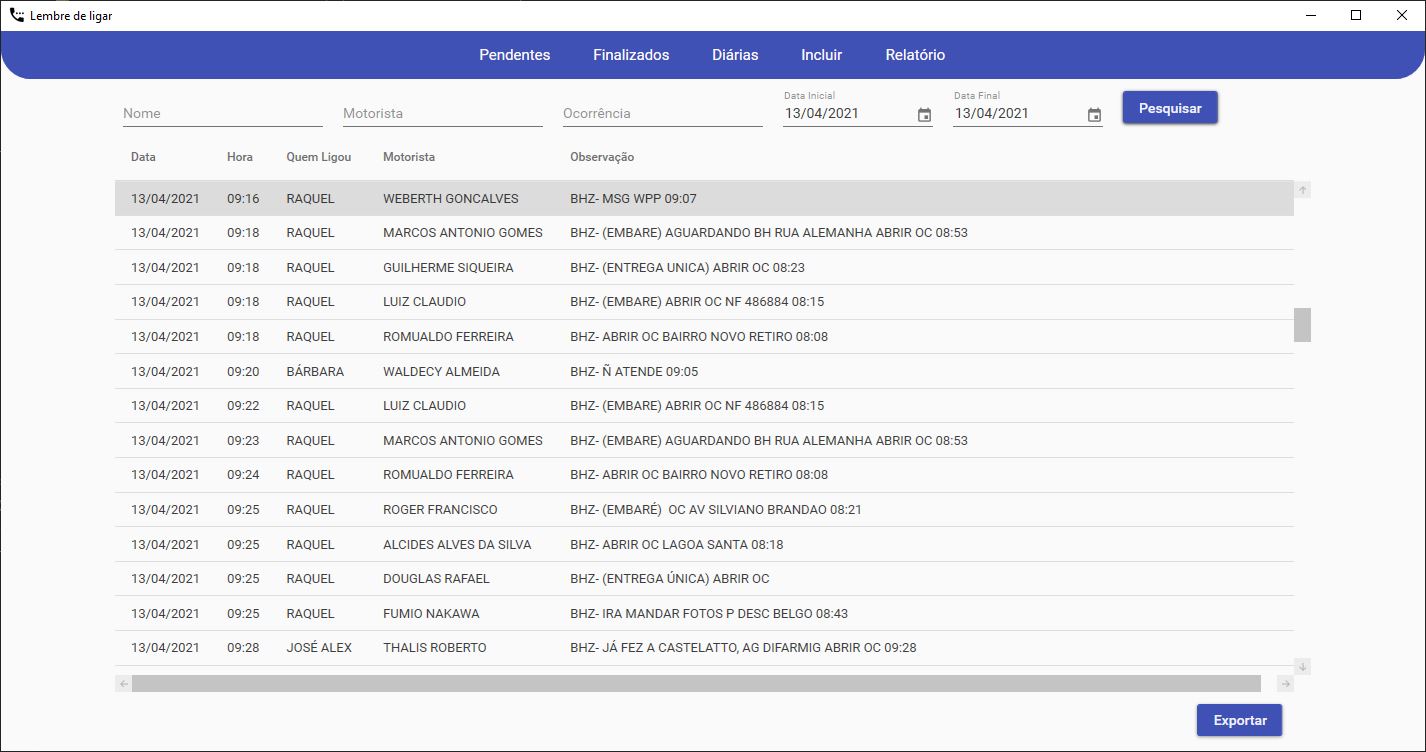 Lembre de ligar
Pendentes Finalizados Diárias Incluir Relatório
Data Inicial Data Final
Nome Motorista Ocorrência 13/04/2021 13/04/2021 Pesquisar
Data Hora Quem Ligou Motorista Observação
13/04/2021 09:16 RAQUEL WEBERTH GONCALVES BHZ- MSG WPP 09:07
13/04/2021 09:18 RAQUEL MARCOS ANTONIO GOMES BHZ- (EMBARE) AGUARDANDO BH RUA ALEMANHA ABRIR OC 08:53
13/04/2021 09:18 RAQUEL GUILHERME SIQUEIRA BHZ- (ENTREGA UNICA) ABRIR OC 08:23
13/04/2021 09:18 RAQUEL LUIZ CLAUDIO BHZ- (EMBARE) ABRIR OC NF 486884 08:15
13/04/2021 09:18 RAQUEL ROMUALDO FERREIRA BHZ- ABRIR OC BAIRRO NOVO RETIRO 08:08
13/04/2021 09:20 BÁRBARA WALDECY ALMEIDA BHZ- Ñ ATENDE 09:05
13/04/2021 09:22 RAQUEL LUIZ CLAUDIO BHZ- (EMBARE) ABRIR OC NF 486884 08:15
13/04/2021 09:23 RAQUEL MARCOS ANTONIO GOMES BHZ- (EMBARE) AGUARDANDO BH RUA ALEMANHA ABRIR OC 08:53
13/04/2021 09:24 RAQUEL ROMUALDO FERREIRA BHZ- ABRIR OC BAIRRO NOVO RETIRO 08:08
13/04/2021 09:25 RAQUEL ROGER FRANCISCO BHZ- (EMBARÉ)  OC AV SILVIANO BRANDAO 08:21
13/04/2021 09:25 RAQUEL ALCIDES ALVES DA SILVA BHZ- ABRIR OC LAGOA SANTA 08:18
13/04/2021 09:25 RAQUEL DOUGLAS RAFAEL BHZ- (ENTREGA ÚNICA) ABRIR OC
13/04/2021 09:25 RAQUEL FUMIO NAKAWA BHZ- IRA MANDAR FOTOS P DESC BELGO 08:43
13/04/2021 09:28 JOSÉ ALEX THALIS ROBERTO BHZ- JÁ FEZ A CASTELATTO, AG DIFARMIG ABRIR OC 09:28
Exportar